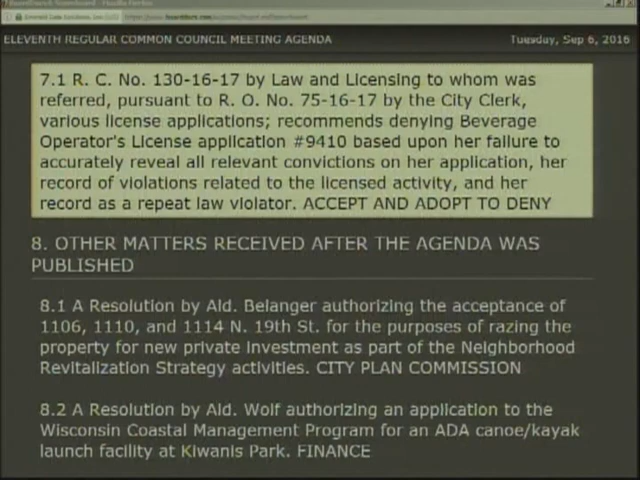 ELEVENTH REGULAR COMMON COUNCIL MEETING AGENDA
Tuesday, Sep 6, 2016
7.1 R. C. No. 130-16-17 by Law and Licensing to whom was
referred, pursuant to R. O. No. 75-16-17 by the City Clerk,
various license applications; recommends denying Beverage
Operator's License application #9410 based upon her failure to
accurately reveal all relevant convictions on her application, her
record of violations related to the licensed activity, and her
record as a repeat law violator. ACCEPT AND ADOPT TO DENY
8. OTHER MATTERS RECEIVED AFTER THE AGENDA WAS
PUBLISHED
8.1 A Resolution by Ald. Belanger authorizing the acceptance of
1106, 1110, and 1114 N. 19th St. for the purposes of razing the
property for new private investment as part of the Neighborhood
Revitalization Strategy activities. CITY PLAN COMMISSION
8.2 A Resolution by Ald. Wolf authorizing an application to the
Wisconsin Coastal Management Program for an ADA canoe/kayak
launch facility at Kiwanis Park. FINANCE